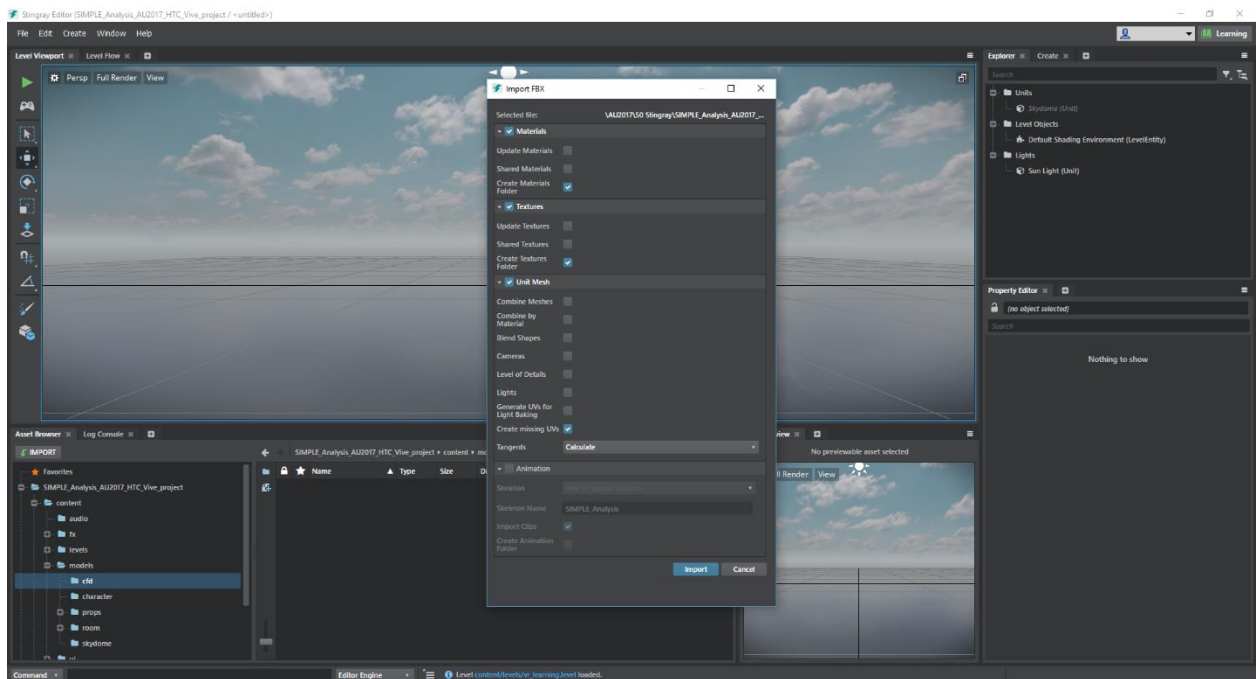 Stingray Editor (SIMPLE_Analysis_AU2017_HTC_Vive_project / <untitled>)
File Edit Create Window Help
Learning
Level Viewport
Level Flow
Persp Full Render View
Import FBX
Selected file: \AU2017\50 Stingray\SIMPLE_Analysis_AU2017_...
Materials
Update Materials
Shared Materials
Create Materials
Folder
Textures
Update Textures
Shared Textures
Create Textures
Folder
Unit Mesh
Combine Meshes
Combine by
Material
Blend Shapes
Cameras
Level of Details
Lights
Generate UVs for
Light Baking
Create missing UVs
Tangents Calculate
Animation
Skeleton
Skeleton Name SIMPLE_Analysis
Import Clips
Create Animation
Folder
Import Cancel
Explorer
Create
Search
Units
Skydome (Unit)
Level Objects
Default Shading Environment (LevelEntity)
Lights
Sun Light (Unit)
Property Editor
(no object selected)
Search
Nothing to show
Asset Browser
Log Console
IMPORT
SIMPLE_Analysis_AU2017_HTC_Vive_project content
Name Type Size
Favorites
SIMPLE_Analysis_AU2017_HTC_Vive_project
content
audio
fx
levels
models
cfd
character
props
room
skydome
ui
No previewable asset selected
View
Command
Editor Engine
Level content/levels/vr_learning.level loaded.